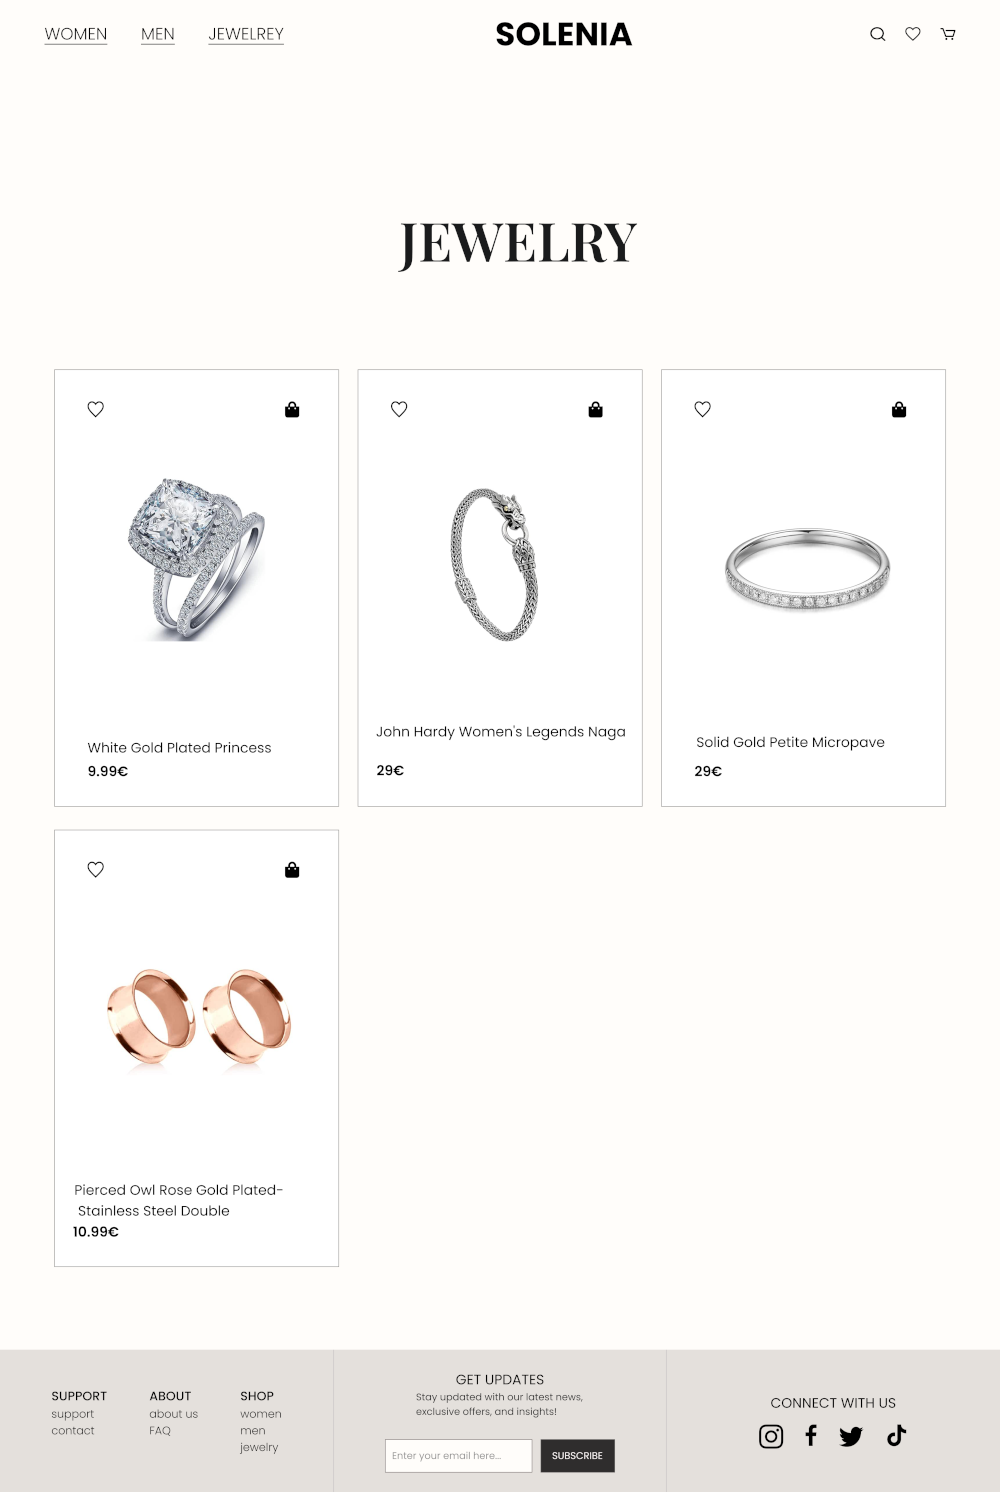 WOMEN MEN JEWELREY SOLENIA
JEWELRY
White Gold Plated Princess
9.99€
John Hardy Women's Legends Naga
29€
Solid Gold Petite Micropave
29€
Pierced Owl Rose Gold Plated-
Stainless Steel Double
10.99€
SUPPORT
support
contact
ABOUT
about us
FAQ
SHOP
women
men
jewelry
GET UPDATES
Stay updated with our latest news,
exclusive offers, and insights!
Enter your email here...
SUBSCRIBE
CONNECT WITH US